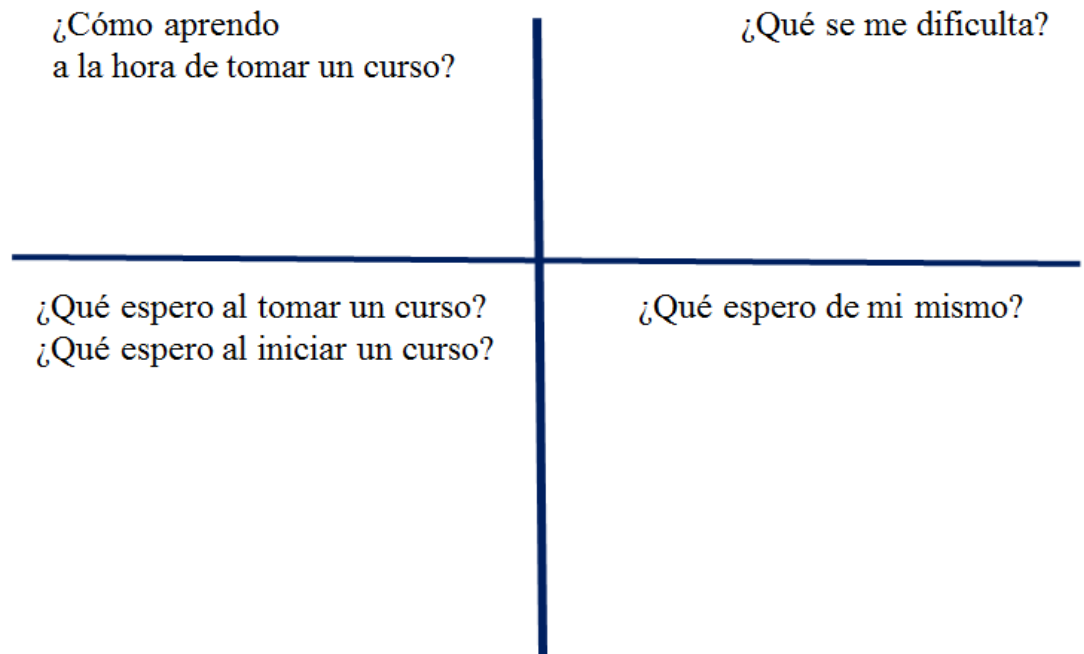 ¿Cómo aprendo
a la hora de tomar un curso?
¿Qué se me dificulta?
¿Qué espero al tomar un curso?
¿Qué espero al iniciar un curso?
¿Qué espero de mi mismo?